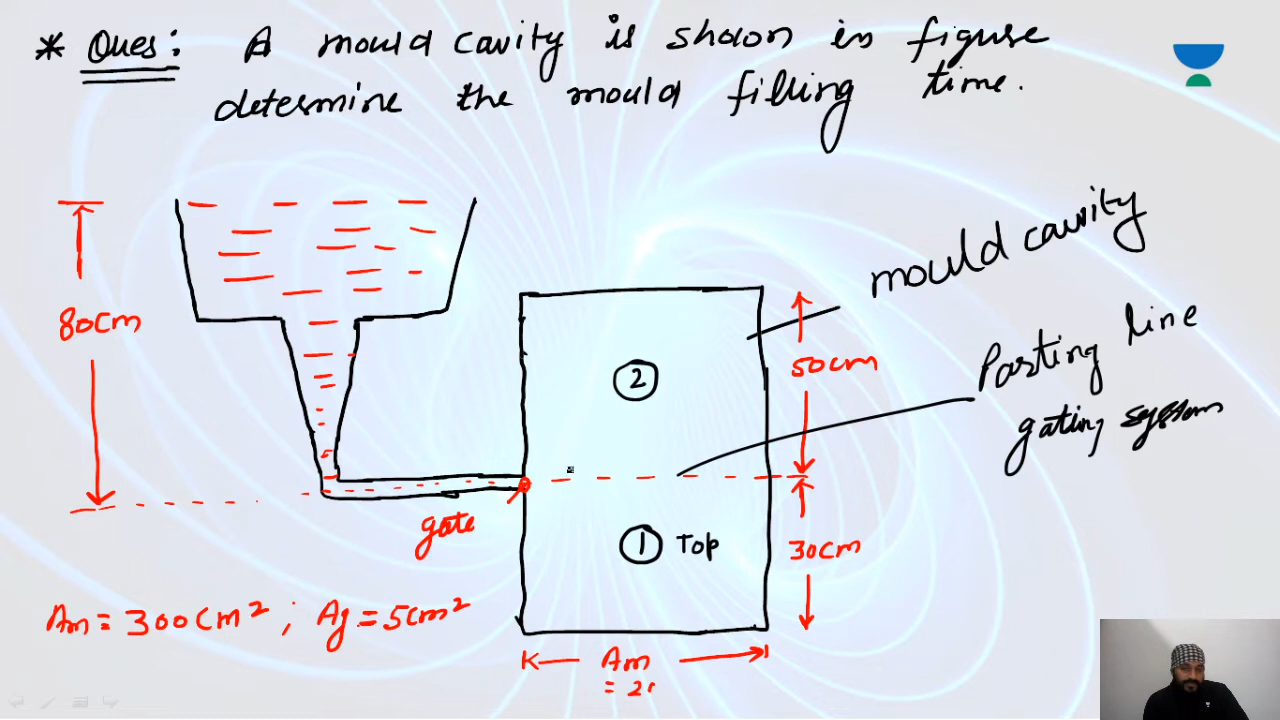 * Ques: A mould cavity is shown in figure
determine the mould filling time.
mould cavity
80cm
Parting line
50cm
2
gating system
gate
1 Top
30cm
Am = 300cm²; Ag = 5cm²
Am
= 2